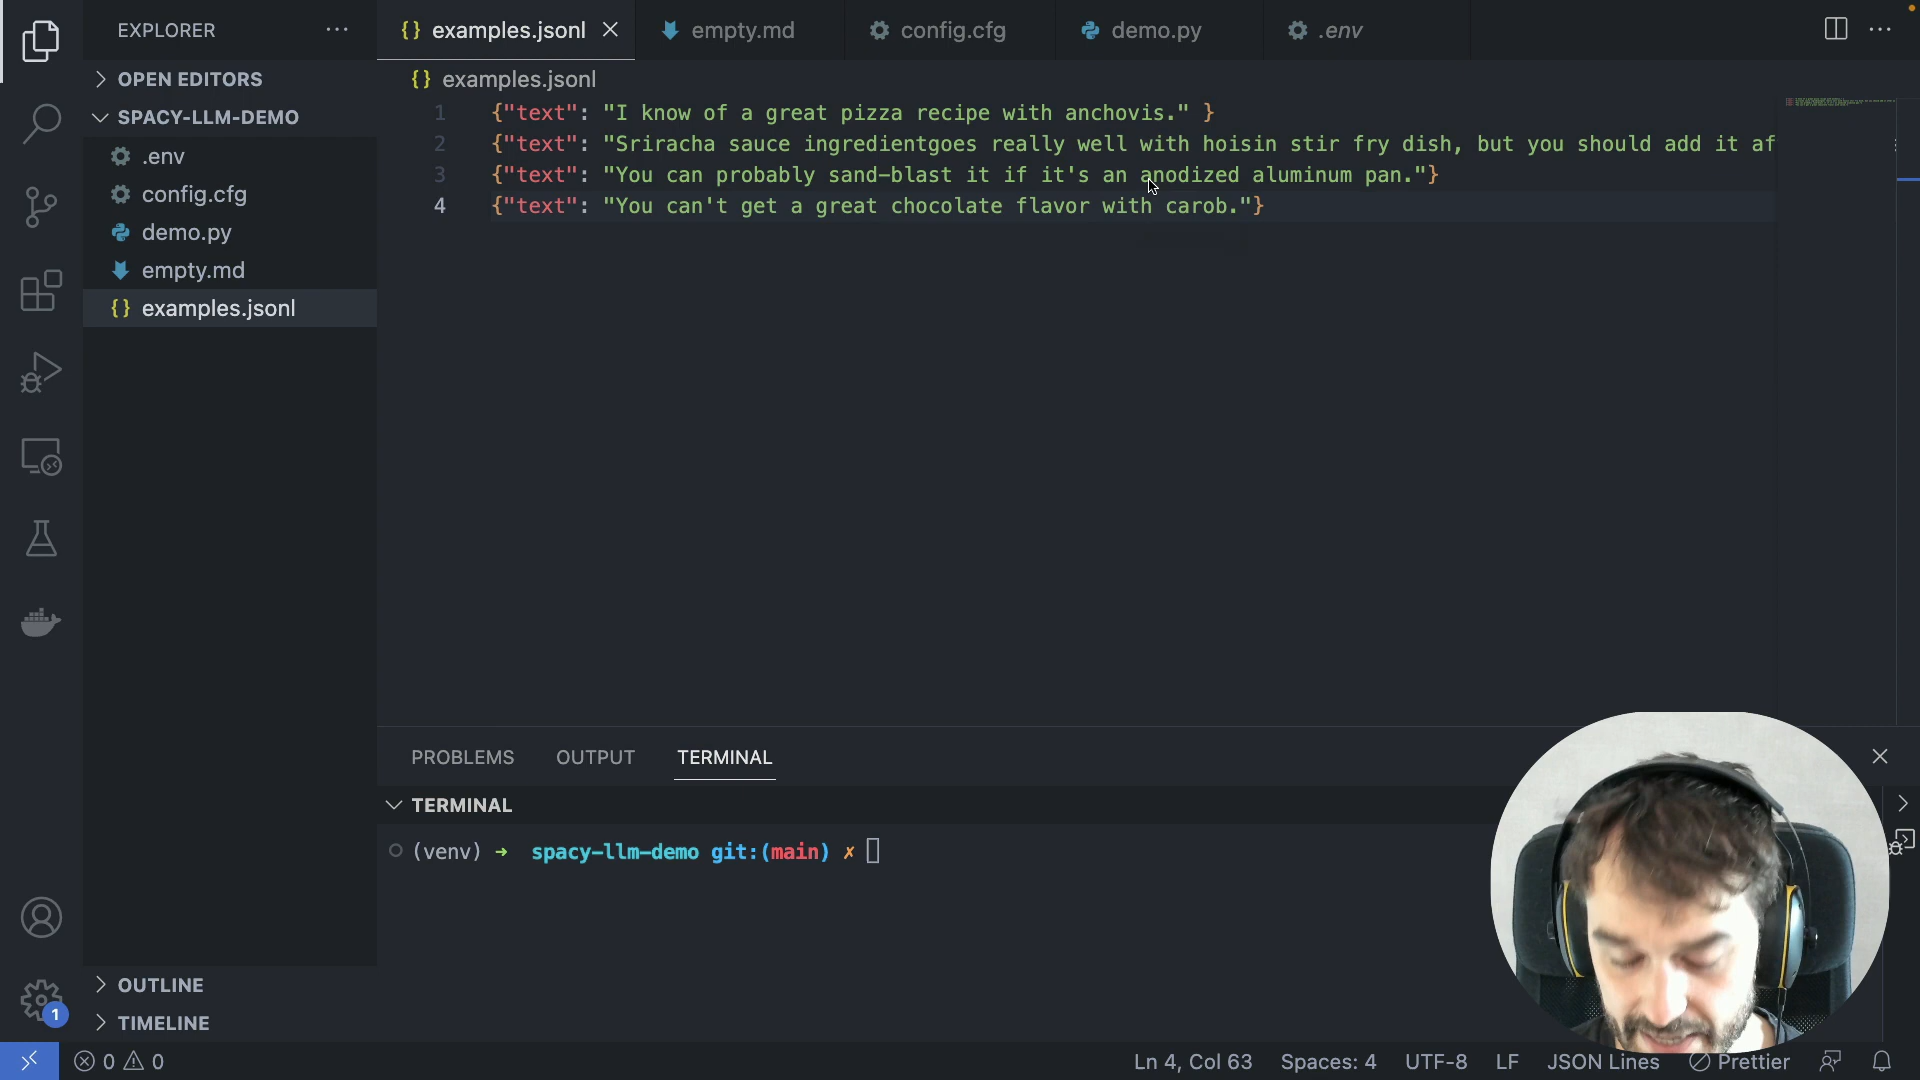 EXPLORER
examples.jsonl
empty.md
config.cfg
demo.py
.env
OPEN EDITORS
SPACY-LLM-DEMO
.env
config.cfg
demo.py
empty.md
examples.jsonl
OUTLINE
TIMELINE
examples.jsonl
1 {"text": "I know of a great pizza recipe with anchovis." }
2 {"text": "Sriracha sauce ingredientgoes really well with hoisin stir fry dish, but you should add it af
3 {"text": "You can probably sand-blast it if it's an anodized aluminum pan."}
4 {"text": "You can't get a great chocolate flavor with carob."}
PROBLEMS OUTPUT TERMINAL
TERMINAL
(venv) ➜ spacy-llm-demo git:(main) ✗
1
0 0
Ln 4, Col 63 Spaces: 4 UTF-8 LF JSON Lines Prettier